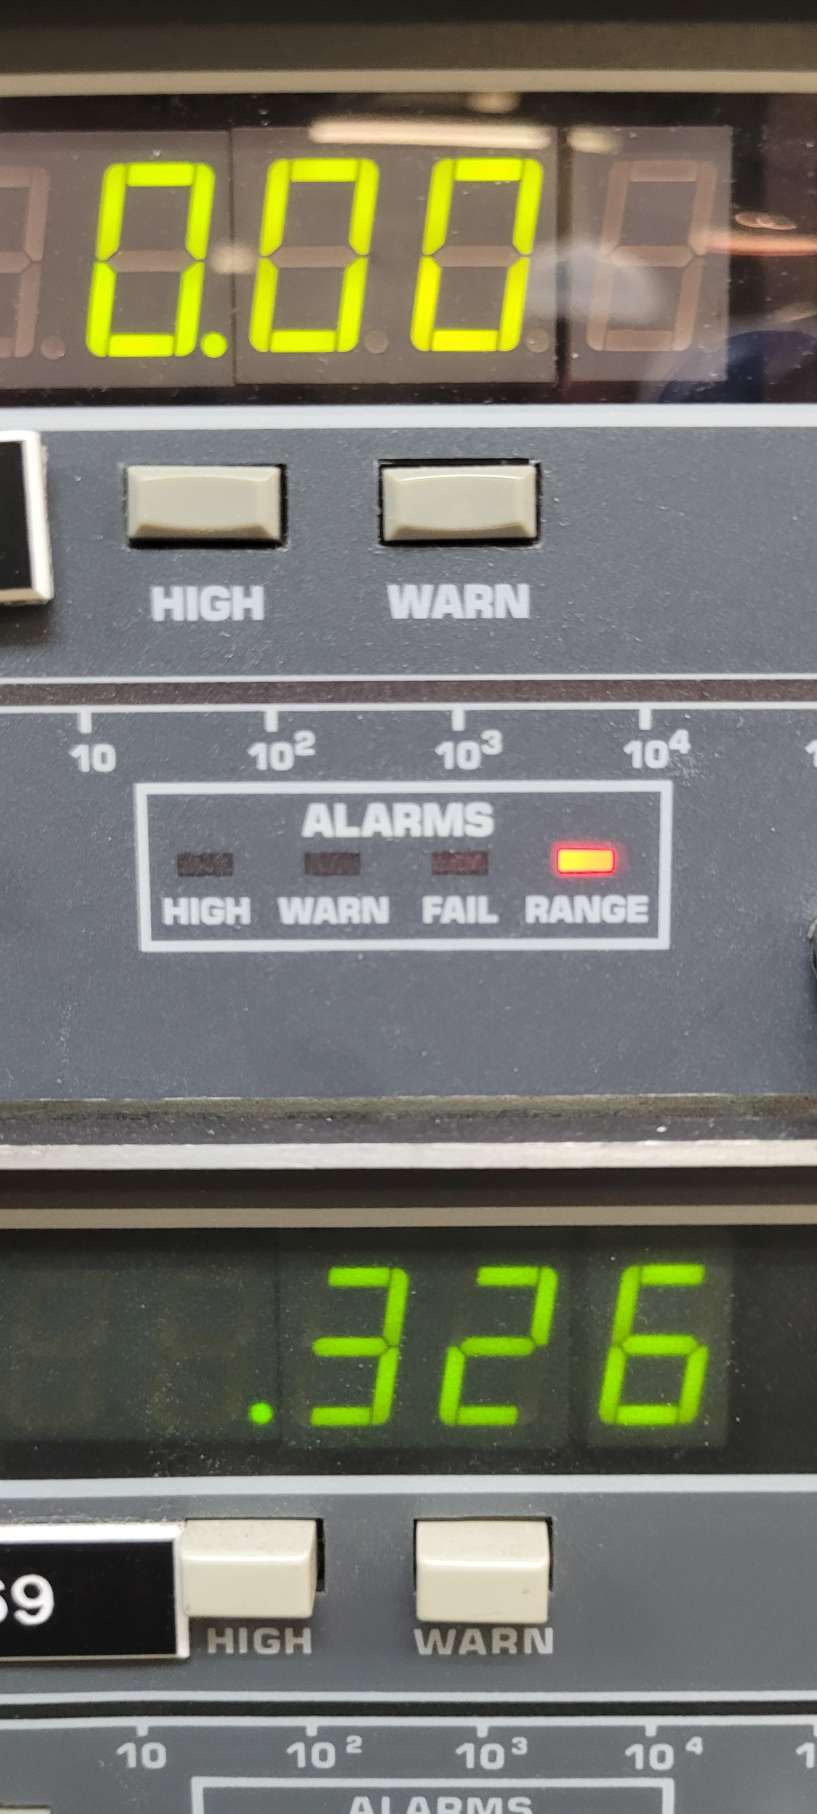 0.00
HIGH WARN
10 10² 10³ 10⁴
ALARMS
HIGH WARN FAIL RANGE
.326
69
HIGH WARN
10 10² 10³ 10⁴
ALARMS